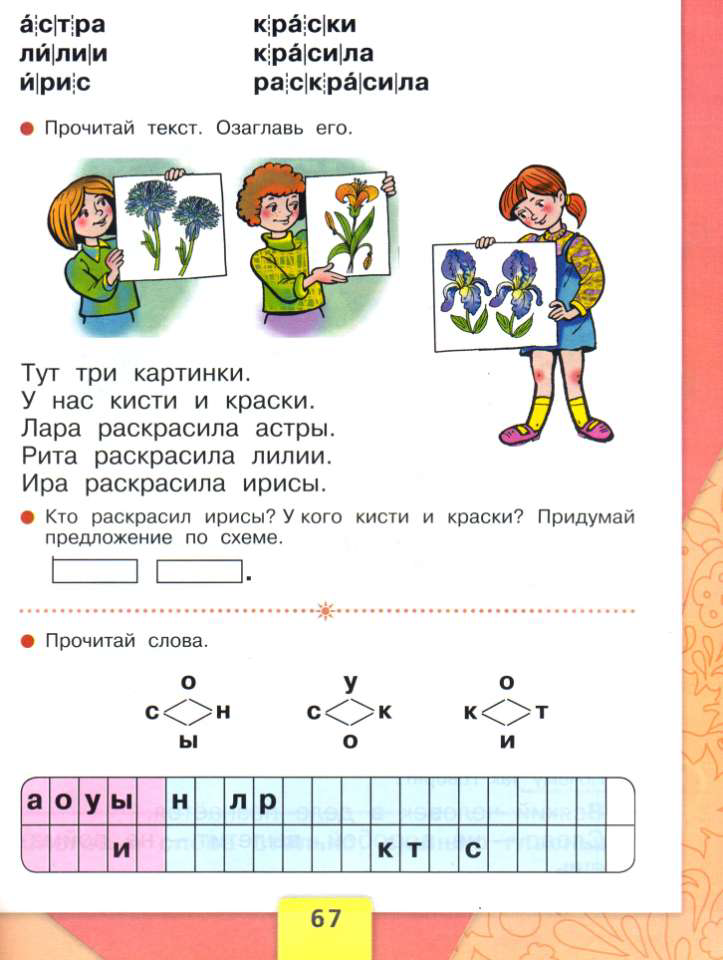 а́с т ра кра́с ки
ли́ли и кра́ си ла
и́ ри с рас кра́ си ла
Прочитай текст. Озаглавь его.
Тут три картинки.
У нас кисти и краски.
Лара раскрасила астры.
Рита раскрасила лилии.
Ира раскрасила ирисы.
Кто раскрасил ирисы? У кого кисти и краски? Придумай
предложение по схеме.
.
Прочитай слова.
о у о
с н с к к т
ы о и
а о у ы н л р
и к т с
67